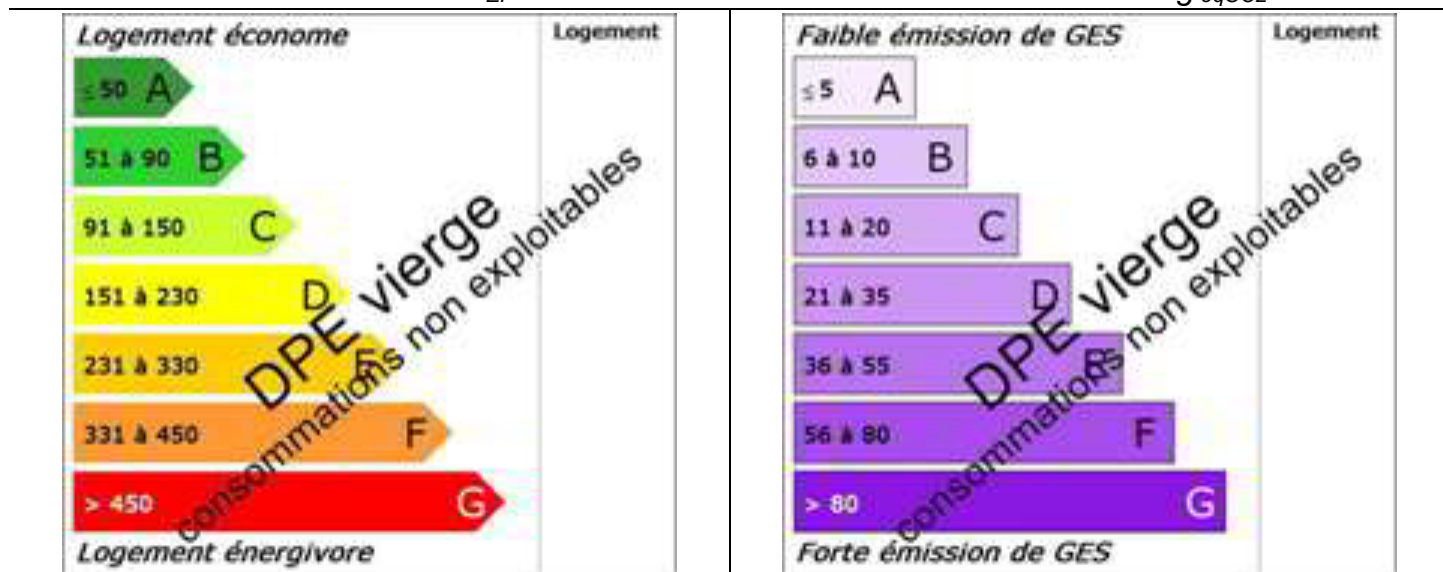 Logement économe Logement
≤ 50 A
51 à 90 B
91 à 150 C
151 à 230 D
231 à 330 E
331 à 450 F
> 450 G
Logement énergivore
DPE vierge
consommations non exploitables
Faible émission de GES Logement
≤ 5 A
6 à 10 B
11 à 20 C
21 à 35 D
36 à 55 E
56 à 80 F
> 80 G
Forte émission de GES
DPE vierge
consommations non exploitables